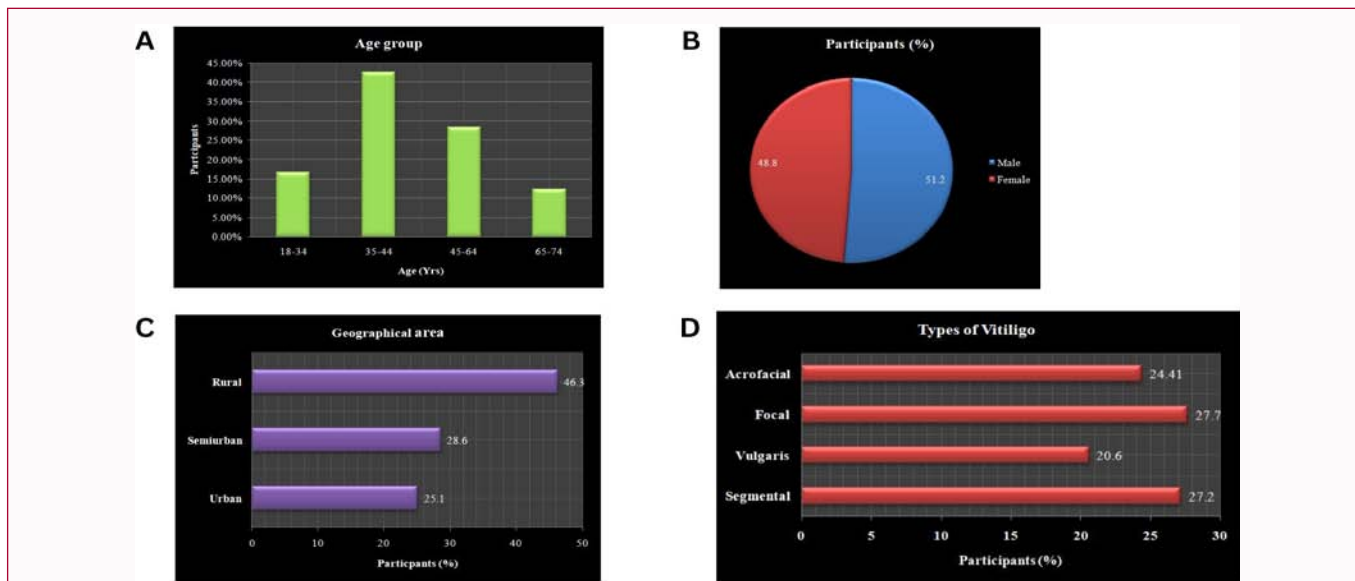 A
Age group
45.00%
40.00%
35.00%
30.00%
25.00%
20.00%
15.00%
10.00%
5.00%
0.00%
Partcipants
18-34 35-44 45-64 65-74
Age (Yrs)
B
Participants (%)
48.8
51.2
Male
Female
C
Geographical area
Rural 46.3
Semiurban 28.6
Urban 25.1
0 10 20 30 40 50
Particpants (%)
D
Types of Vitiligo
Acrofacial 24.41
Focal 27.7
Vulgaris 20.6
Segmental 27.2
0 5 10 15 20 25 30
Participants (%)